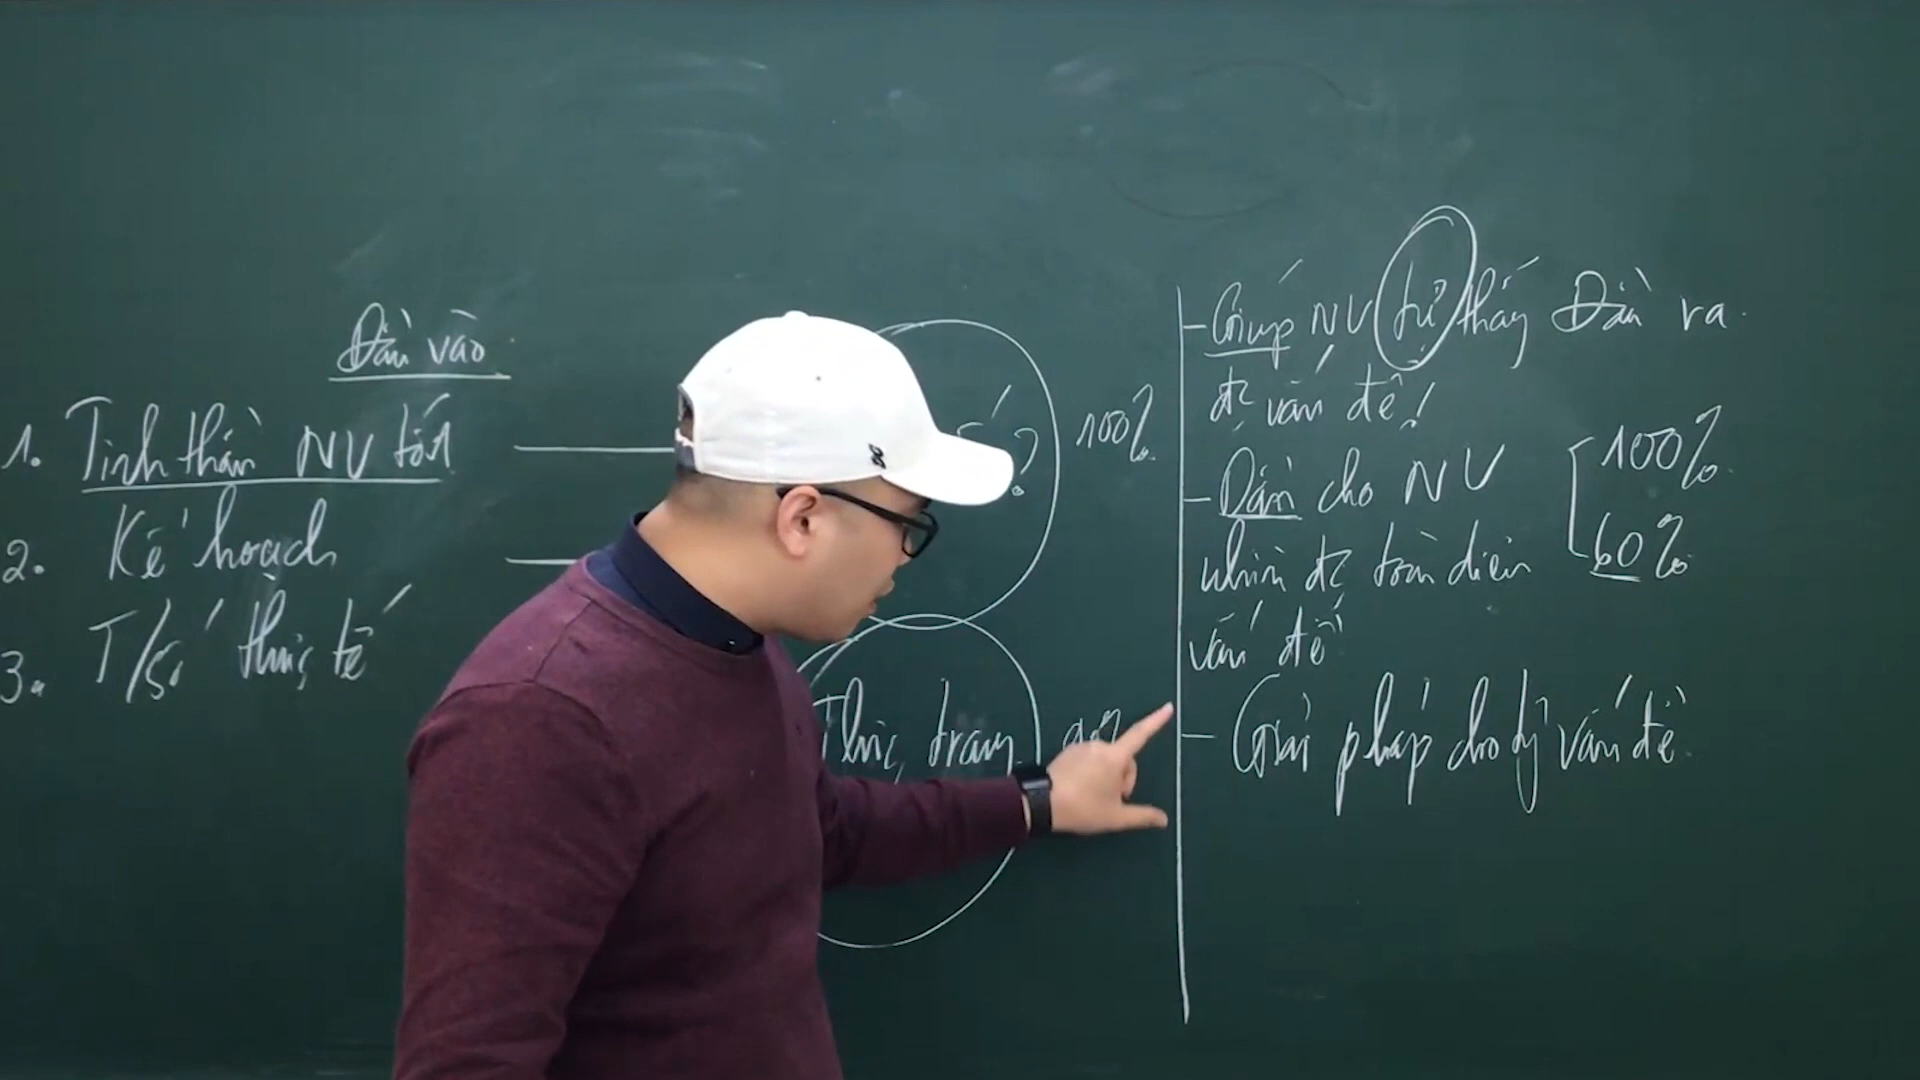 Đầu vào
1. Tinh thần NV tốt
2. Kế hoạch
3. T/số thực tế
?
100%
Thực trạng
- Giúp NV tự thấy Đầu ra
đc vấn đề!
- Dẫn cho NV
nhìn đc toàn diện
vấn đề
100%
60%
- Giải pháp cho từng vấn đề